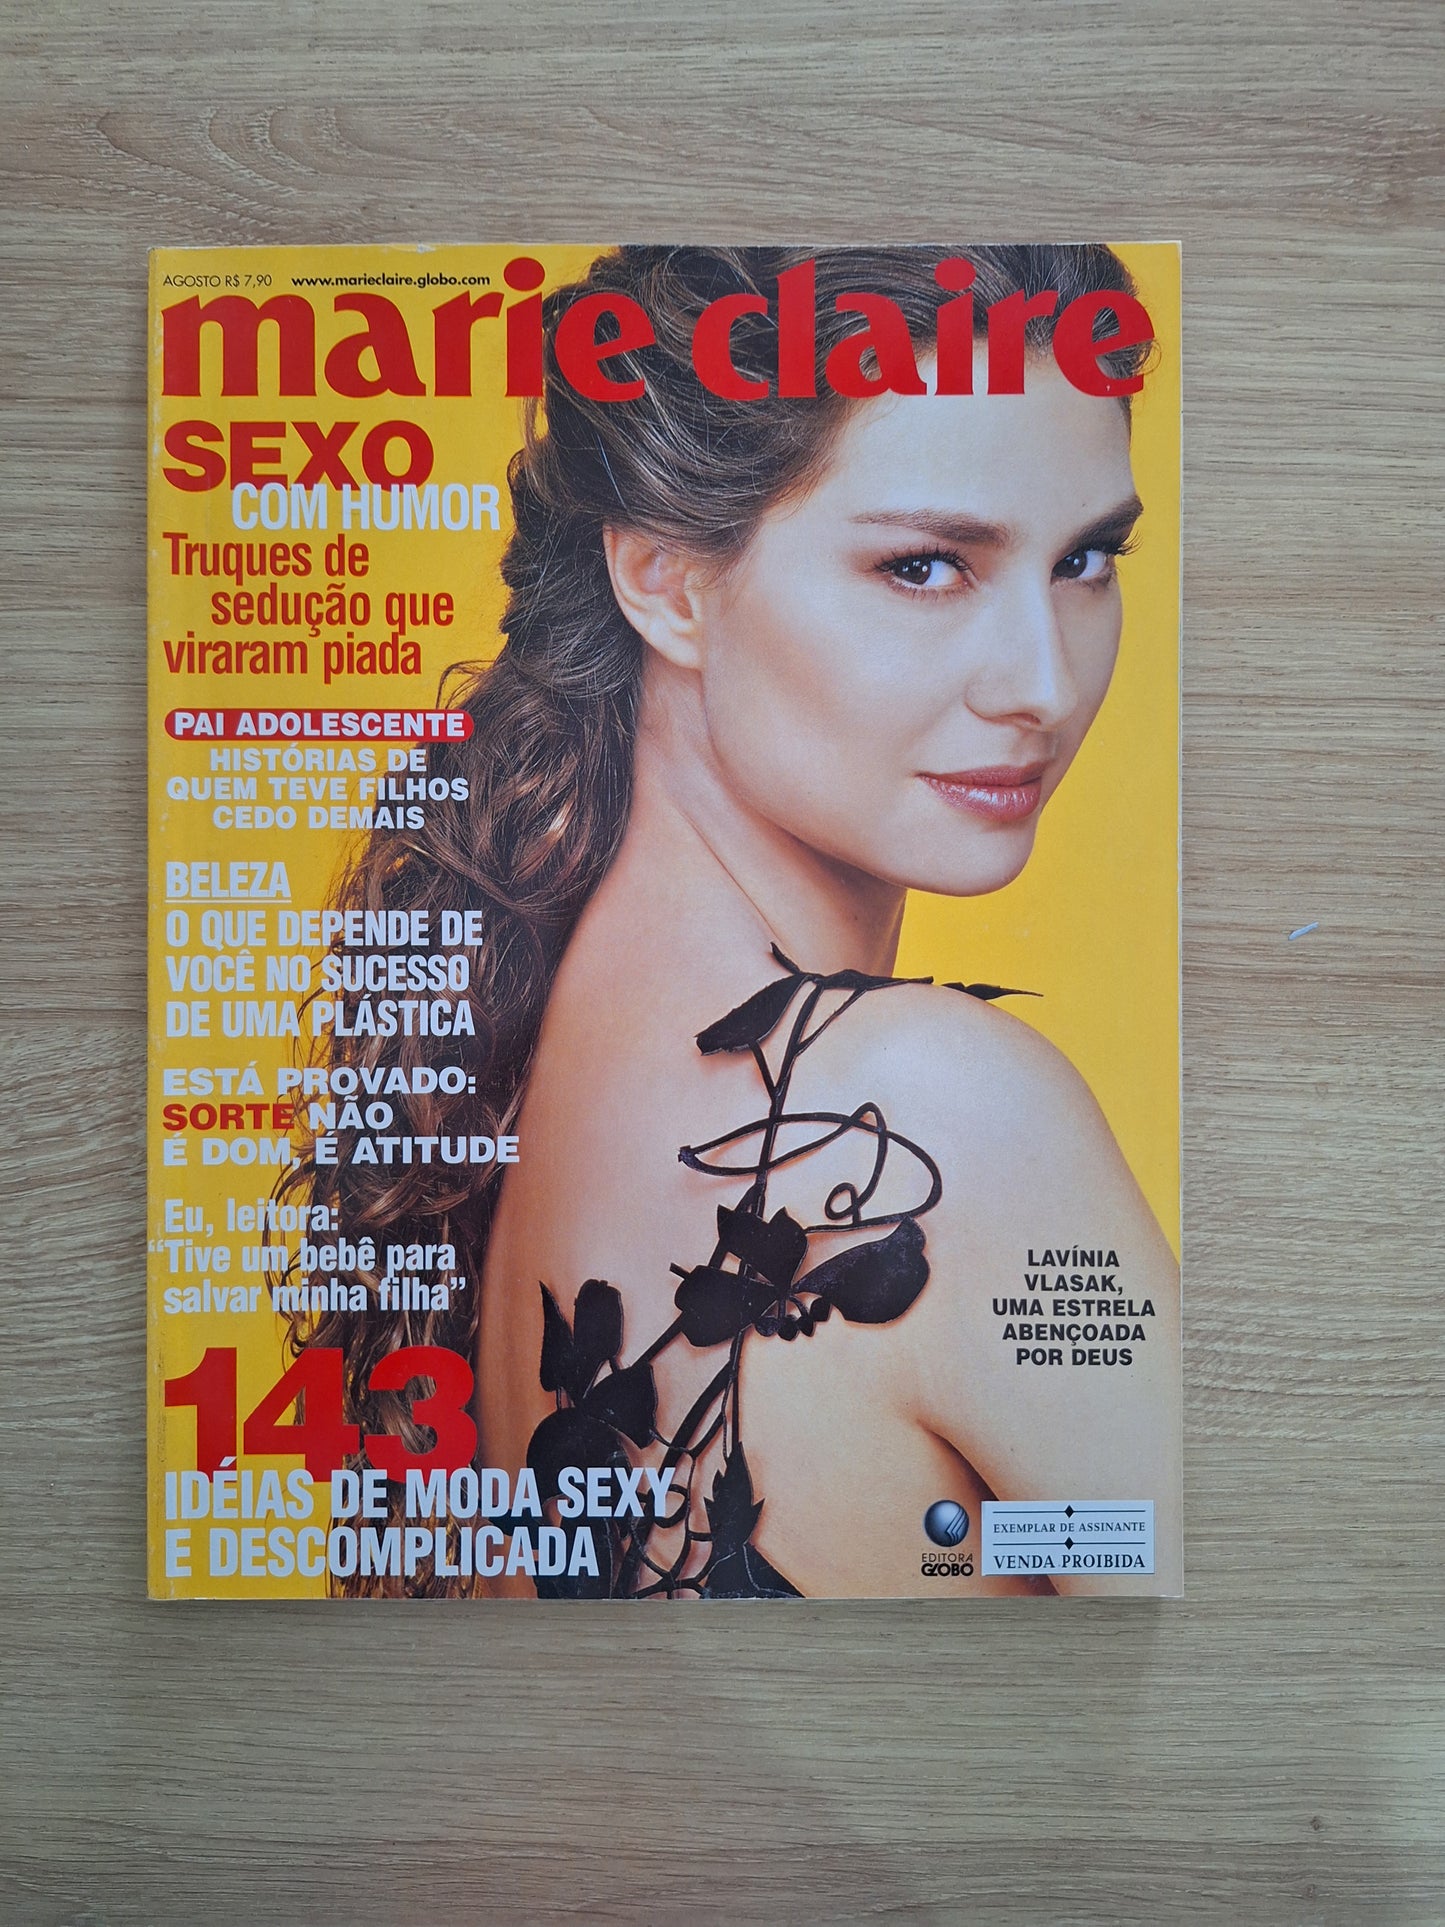 AGOSTO R$ 7,90 www.marieclaire.globo.com
marie claire
SEXO
COM HUMOR
Truques de
sedução que
viraram piada
PAI ADOLESCENTE
HISTÓRIAS DE
QUEM TEVE FILHOS
CEDO DEMAIS
BELEZA
O QUE DEPENDE DE
VOCÊ NO SUCESSO
DE UMA PLÁSTICA
ESTÁ PROVADO:
SORTE NÃO
É DOM, É ATITUDE
Eu, leitora:
“Tive um bebê para
salvar minha filha”
143
IDÉIAS DE MODA SEXY
E DESCOMPLICADA
LAVÍNIA
VLASAK,
UMA ESTRELA
ABENÇOADA
POR DEUS
EDITORA
GLOBO
EXEMPLAR DE ASSINANTE
VENDA PROIBIDA